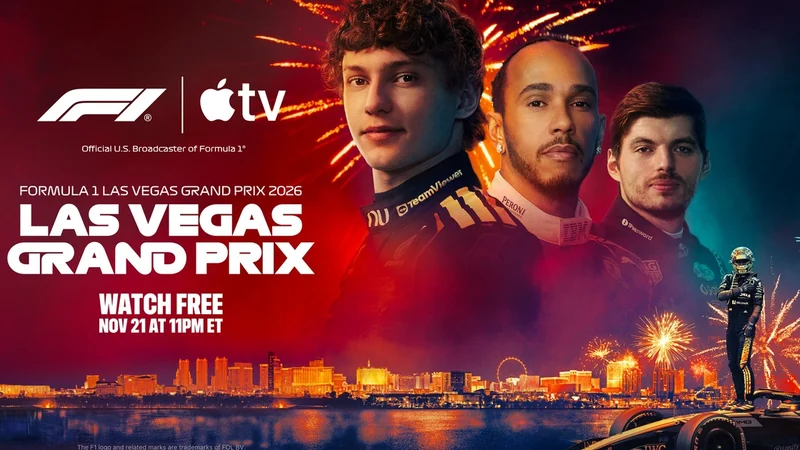 F1®
tv
Official U.S. Broadcaster of Formula 1®
FORMULA 1 LAS VEGAS GRAND PRIX 2026
LAS VEGAS
GRAND PRIX
WATCH FREE
NOV 21 AT 11PM ET
nu
TeamViewer
PERONI
1Password
The F1 logo and related marks are trademarks of FOL BV.